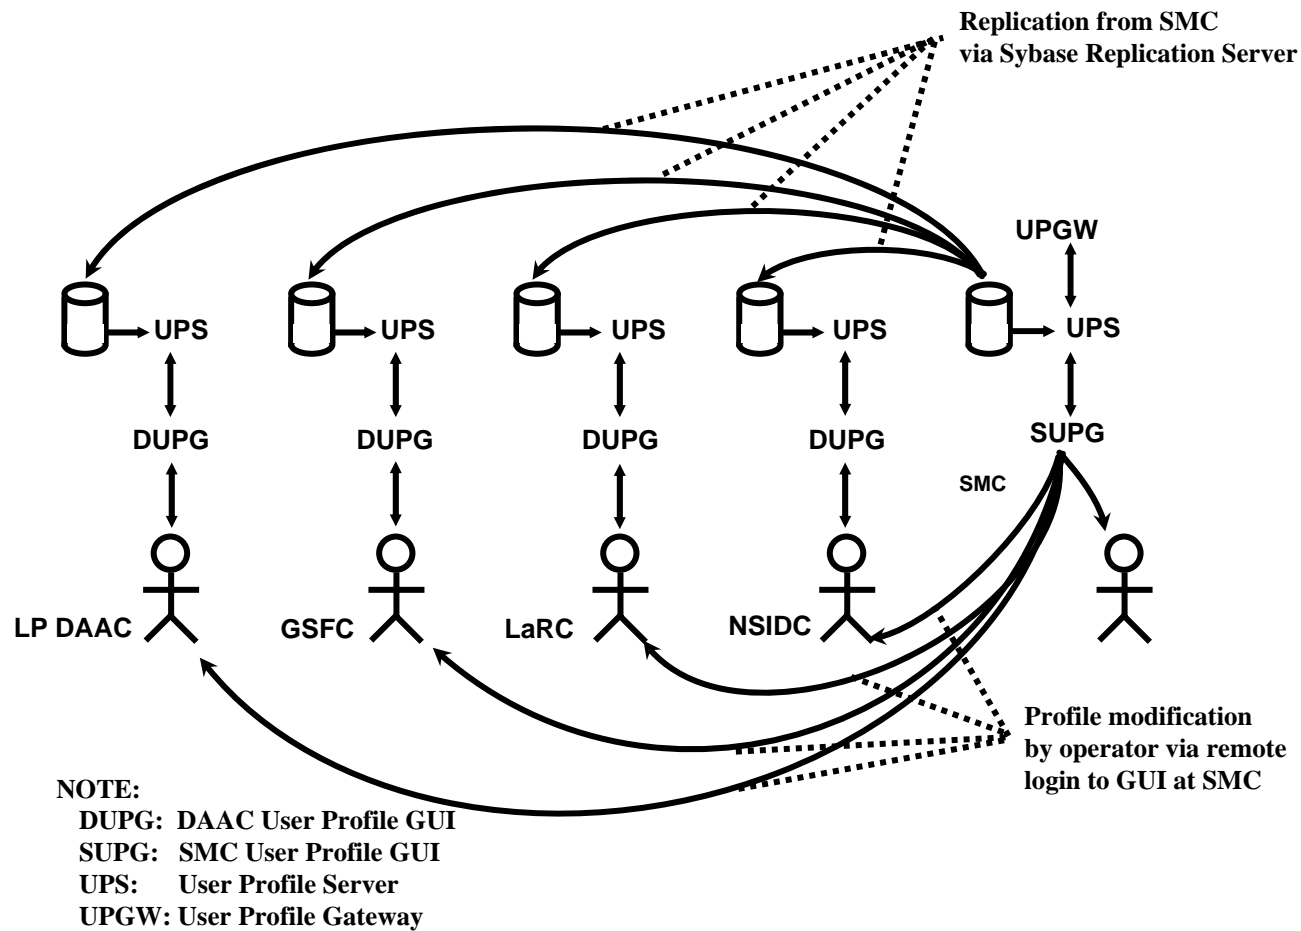 Replication from SMC
via Sybase Replication Server
UPGW
UPS UPS UPS UPS UPS
DUPG DUPG DUPG DUPG SUPG
SMC
LP DAAC GSFC LaRC NSIDC
Profile modification
by operator via remote
login to GUI at SMC
NOTE:
DUPG: DAAC User Profile GUI
SUPG: SMC User Profile GUI
UPS: User Profile Server
UPGW: User Profile Gateway